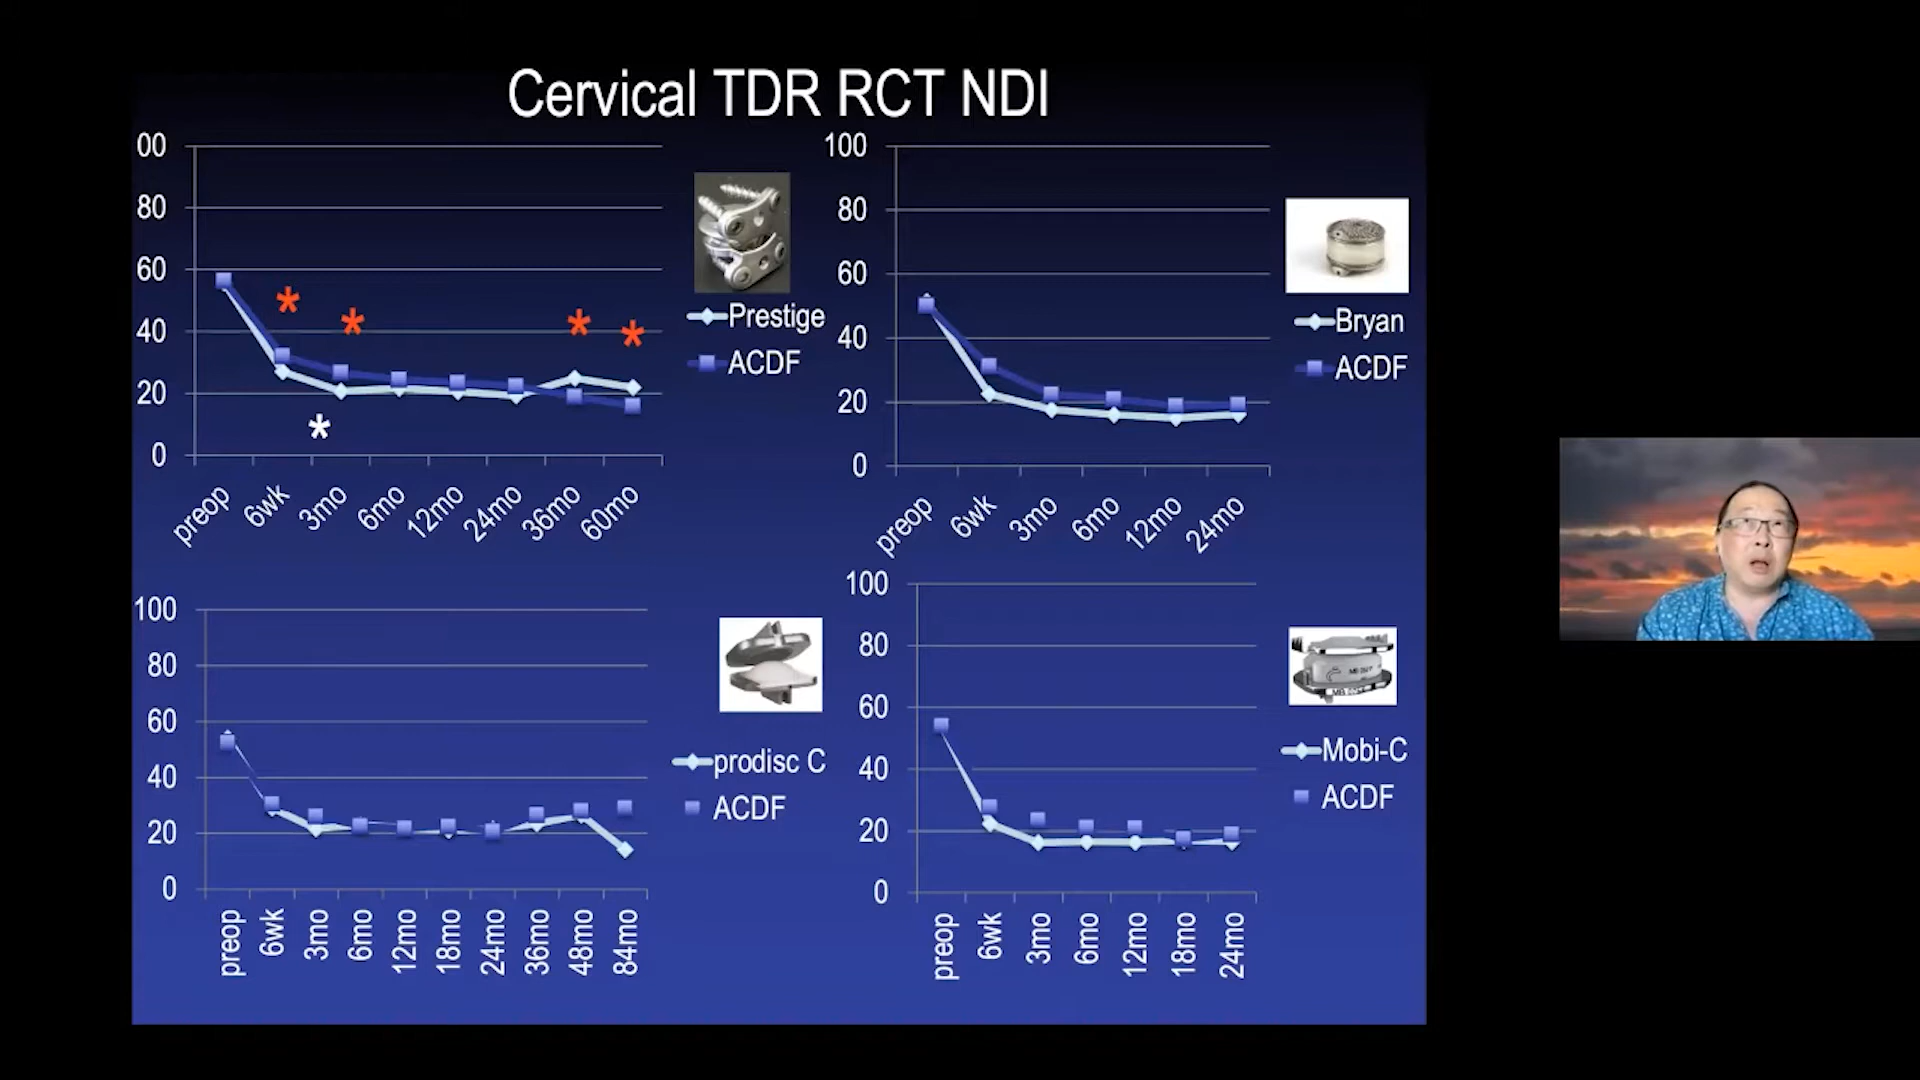 Cervical TDR RCT NDI
00
80
60
40
20
0
preop
6wk
3mo
6mo
12mo
24mo
36mo
60mo
*
*
*
*
*
Prestige
ACDF
100
80
60
40
20
0
preop
6wk
3mo
6mo
12mo
24mo
Bryan
ACDF
100
80
60
40
20
0
preop
6wk
3mo
6mo
12mo
18mo
24mo
36mo
48mo
84mo
prodisc C
ACDF
100
80
60
40
20
0
preop
6wk
3mo
6mo
12mo
18mo
24mo
Mobi-C
ACDF